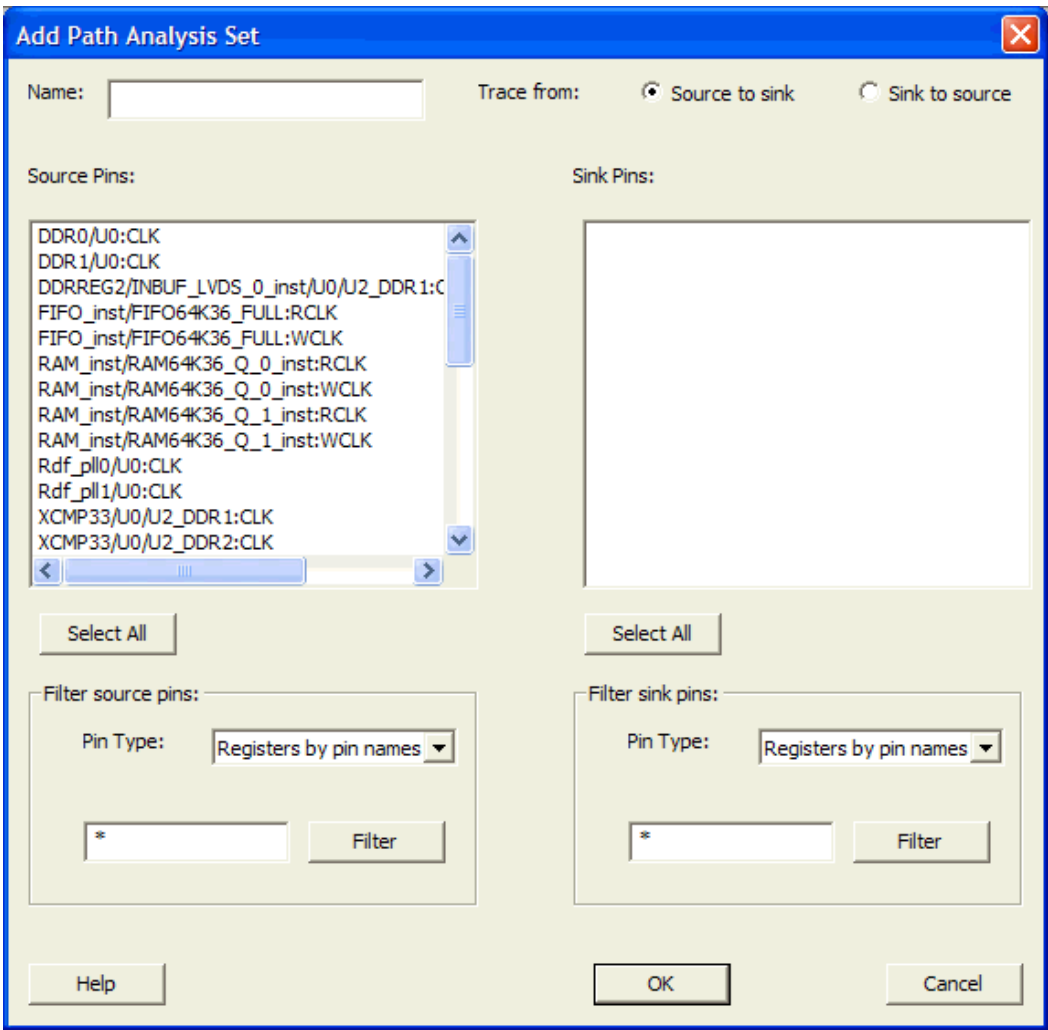 Add Path Analysis Set
Name:
Trace from:
Source to sink
Sink to source
Source Pins:
Sink Pins:
DDR0/U0:CLK
DDR1/U0:CLK
DDRREG2/INBUF_LVDS_0_inst/U0/U2_DDR1:C
FIFO_inst/FIFO64K36_FULL:RCLK
FIFO_inst/FIFO64K36_FULL:WCLK
RAM_inst/RAM64K36_Q_0_inst:RCLK
RAM_inst/RAM64K36_Q_0_inst:WCLK
RAM_inst/RAM64K36_Q_1_inst:RCLK
RAM_inst/RAM64K36_Q_1_inst:WCLK
Rdf_pll0/U0:CLK
Rdf_pll1/U0:CLK
XCMP33/U0/U2_DDR1:CLK
XCMP33/U0/U2_DDR2:CLK
Select All
Select All
Filter source pins:
Pin Type:
Registers by pin names
*
Filter
Filter sink pins:
Pin Type:
Registers by pin names
*
Filter
Help
OK
Cancel